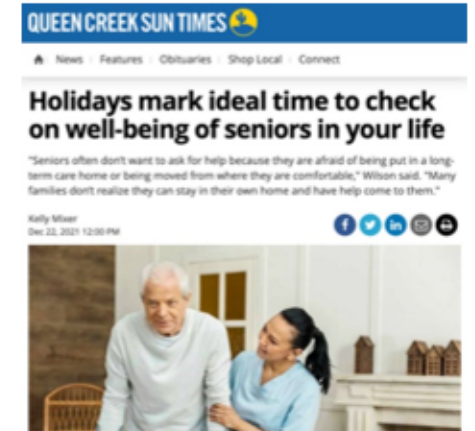 QUEEN CREEK SUN TIMES
News Features Obituaries Shop Local Connect
Holidays mark ideal time to check
on well-being of seniors in your life
"Seniors often don't want to ask for help because they are afraid of being put in a long-
term care home or being moved from where they are comfortable," Wilson said. "Many
families don't realize they can stay in their own home and have help come to them."
Kelly Mixer
Dec 22, 2021 12:00 PM